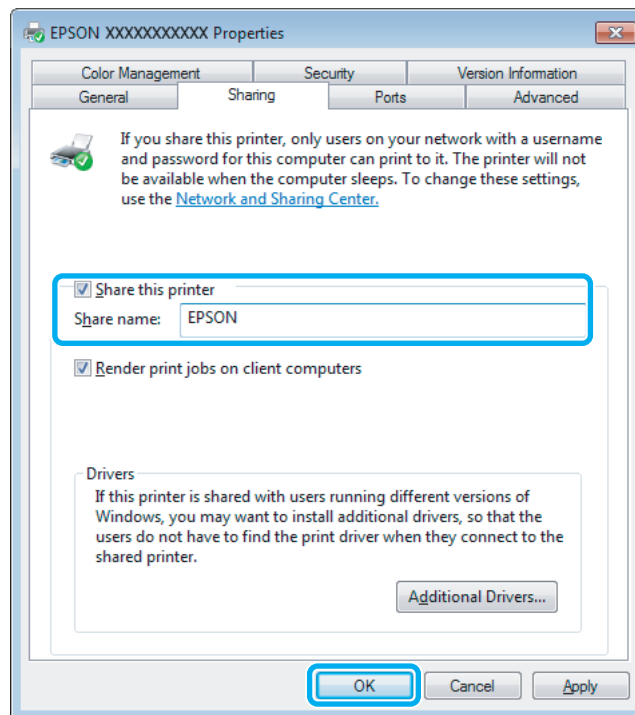 EPSON XXXXXXXXXXX Properties
Color Management Security Version Information
General Sharing Ports Advanced
If you share this printer, only users on your network with a username
and password for this computer can print to it. The printer will not
be available when the computer sleeps. To change these settings,
use the Network and Sharing Center.
Share this printer
Share name: EPSON
Render print jobs on client computers
Drivers
If this printer is shared with users running different versions of
Windows, you may want to install additional drivers, so that the
users do not have to find the print driver when they connect to the
shared printer.
Additional Drivers...
OK Cancel Apply